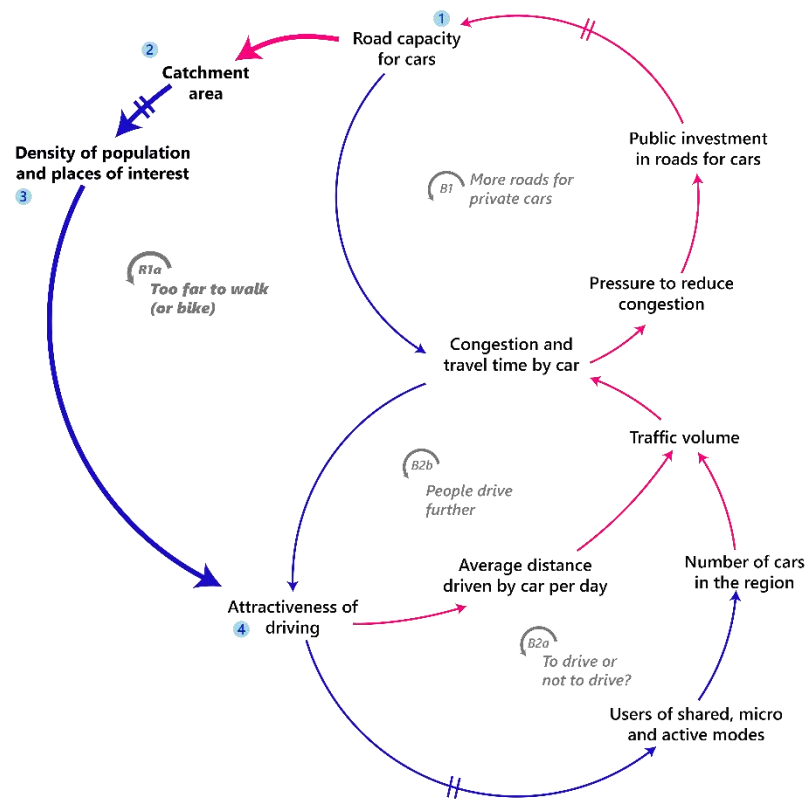 1
Road capacity
for cars
2
Catchment
area
Public investment
in roads for cars
Density of population
and places of interest
3
B1
More roads for
private cars
R1a
Too far to walk
(or bike)
Pressure to reduce
congestion
Congestion and
travel time by car
Traffic volume
B2b
People drive
further
Average distance
driven by car per day
Number of cars
in the region
Attractiveness of
driving
4
B2a
To drive or
not to drive?
Users of shared, micro
and active modes